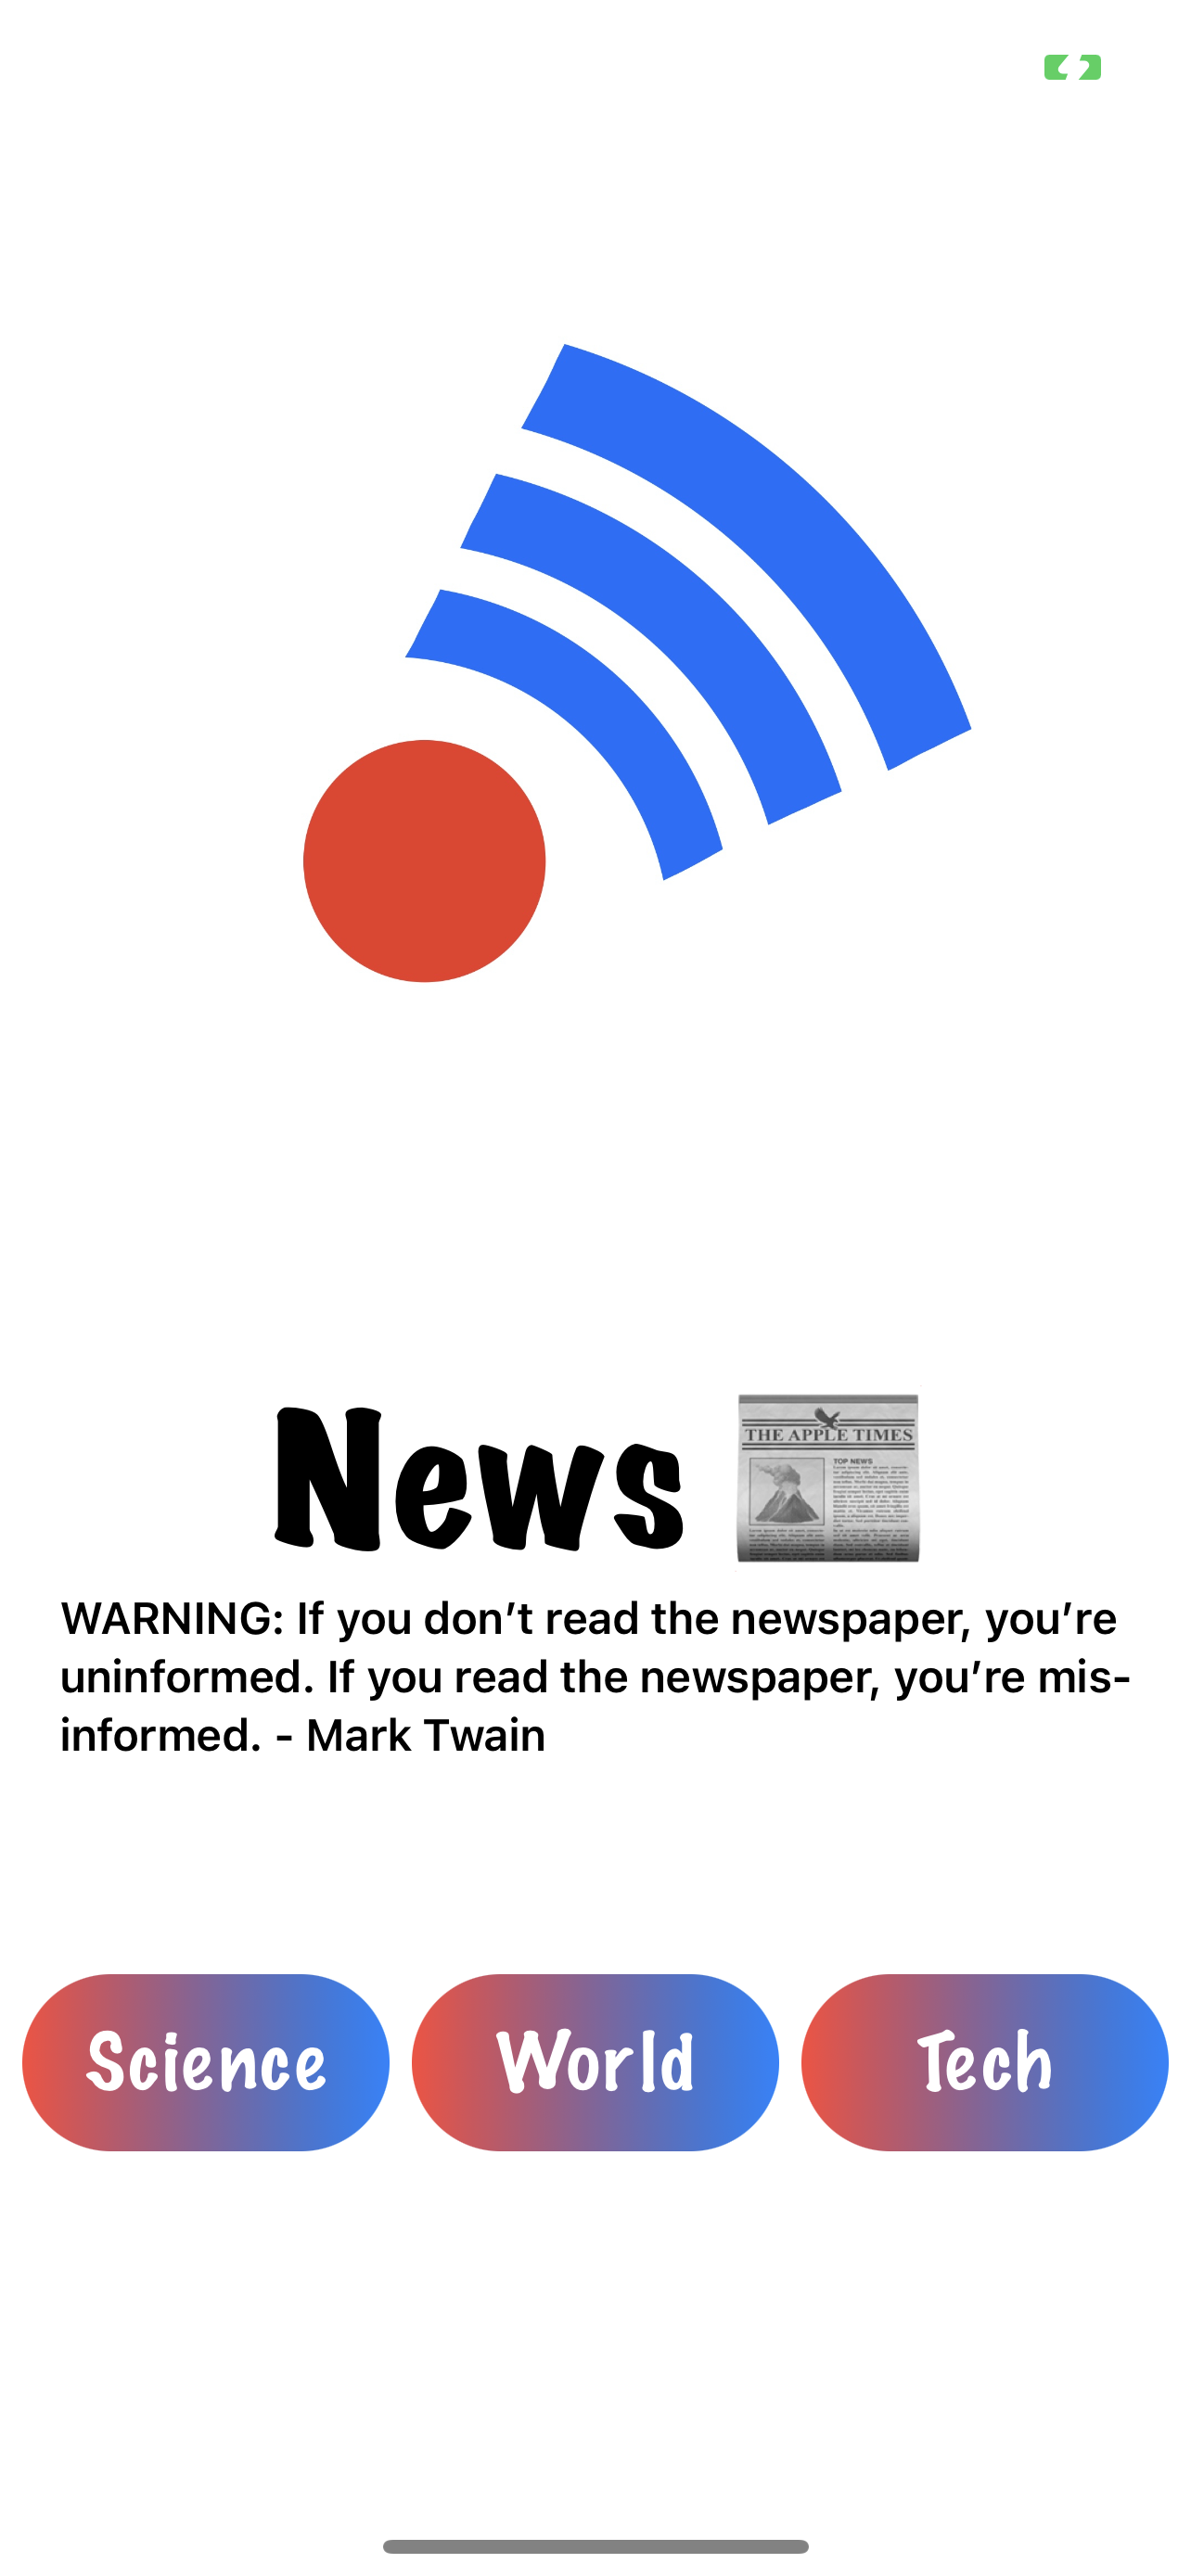 News
THE APPLE TIMES
TOP NEWS
WARNING: If you don’t read the newspaper, you’re
uninformed. If you read the newspaper, you’re mis-
informed. - Mark Twain
Science
World
Tech